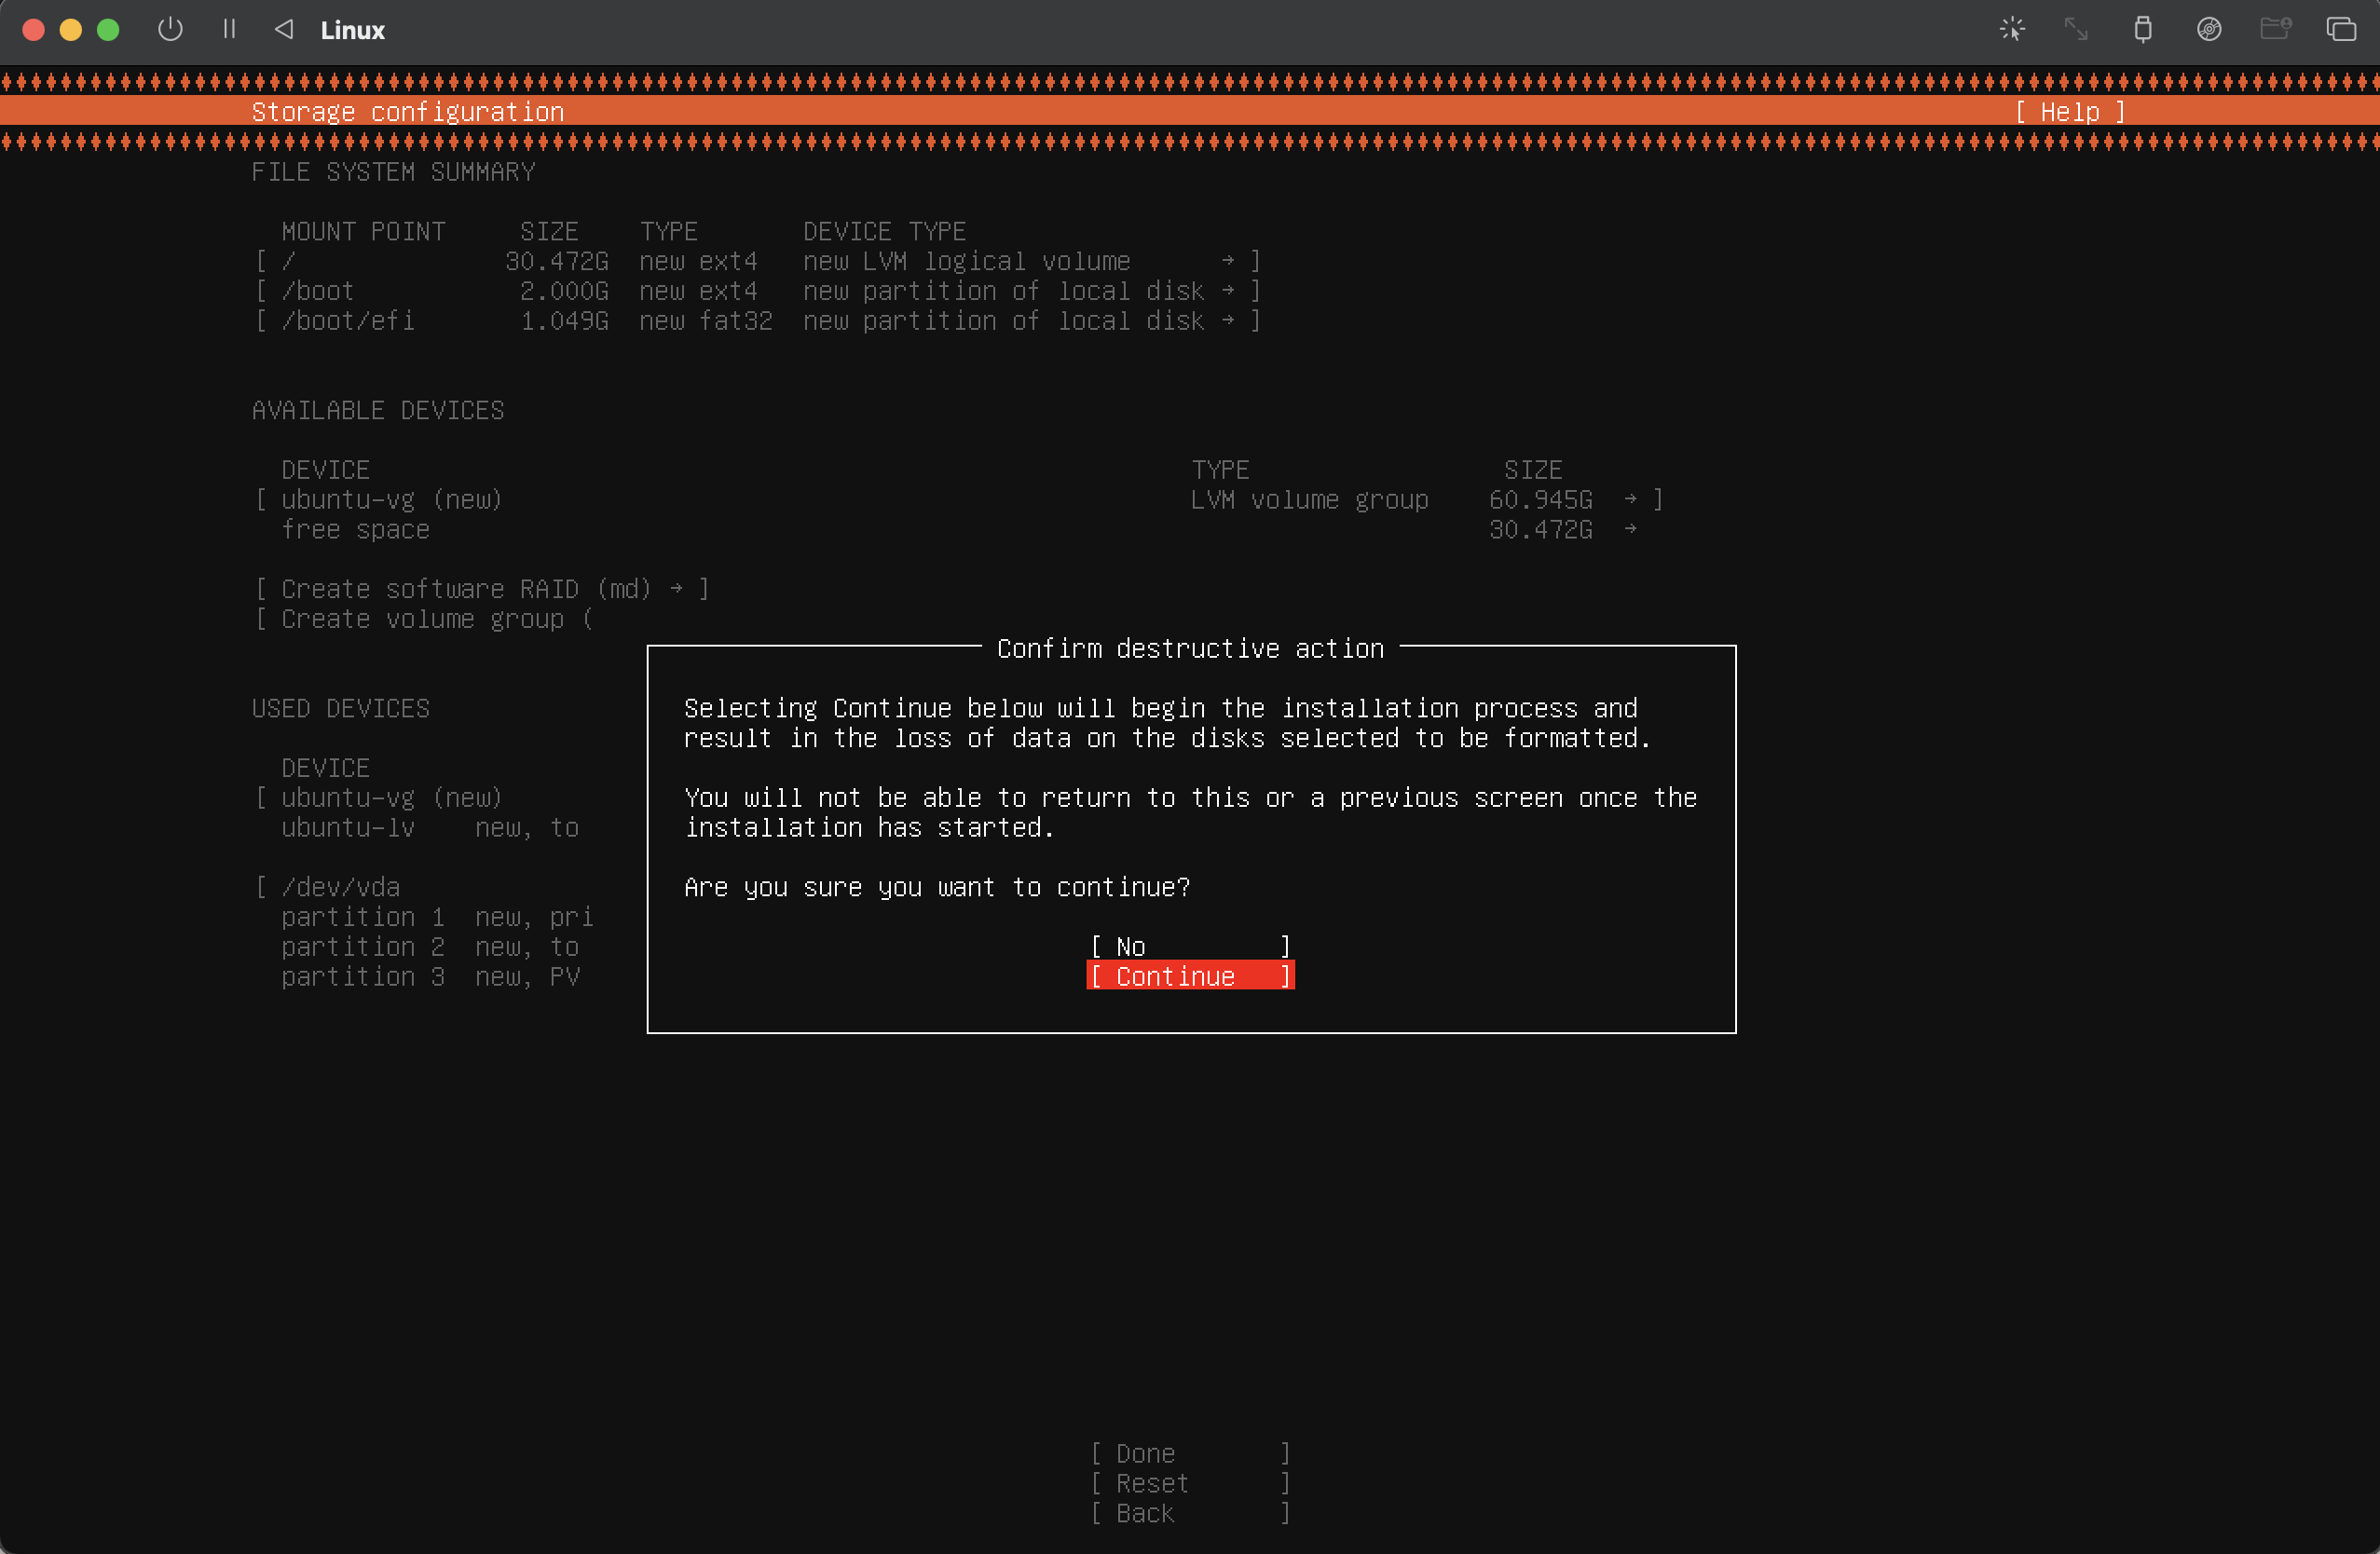 Linux
Storage configuration [ Help ]
FILE SYSTEM SUMMARY
MOUNT POINT SIZE TYPE DEVICE TYPE
[ / 30.472G new ext4 new LVM logical volume → ]
[ /boot 2.000G new ext4 new partition of local disk → ]
[ /boot/efi 1.049G new fat32 new partition of local disk → ]
AVAILABLE DEVICES
DEVICE TYPE SIZE
[ ubuntu-vg (new) LVM volume group 60.945G → ]
free space 30.472G →
[ Create software RAID (md) → ]
[ Create volume group (
USED DEVICES
DEVICE
[ ubuntu-vg (new)
ubuntu-lv new, to
[ /dev/vda
partition 1 new, pri
partition 2 new, to
partition 3 new, PV
Confirm destructive action
Selecting Continue below will begin the installation process and
result in the loss of data on the disks selected to be formatted.
You will not be able to return to this or a previous screen once the
installation has started.
Are you sure you want to continue?
[ No ]
[ Continue ]
[ Done ]
[ Reset ]
[ Back ]